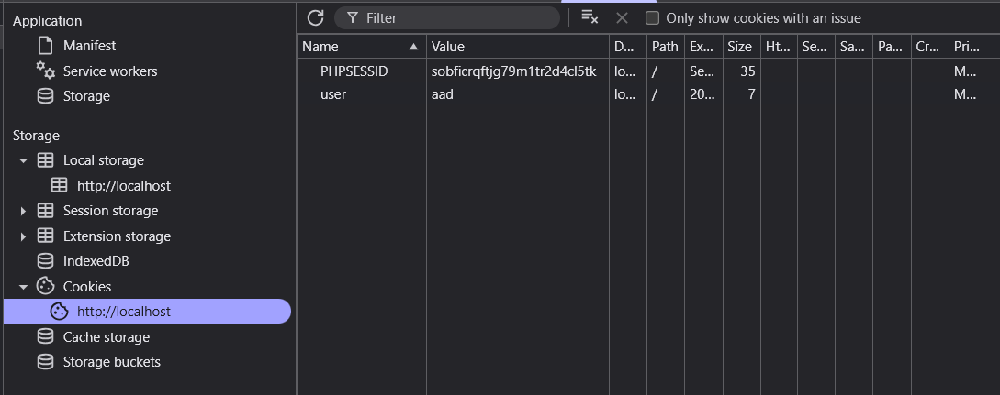 Application
Manifest
Service workers
Storage
Storage
Local storage
http://localhost
Session storage
Extension storage
IndexedDB
Cookies
http://localhost
Cache storage
Storage buckets
Filter Only show cookies with an issue
Name Value D... Path Ex... Size Ht... Se... Sa... Pa... Cr... Pri...
PHPSESSID sobficrqftjg79m1tr2d4cl5tk lo... / Se... 35 M...
user aad lo... / 20... 7 M...